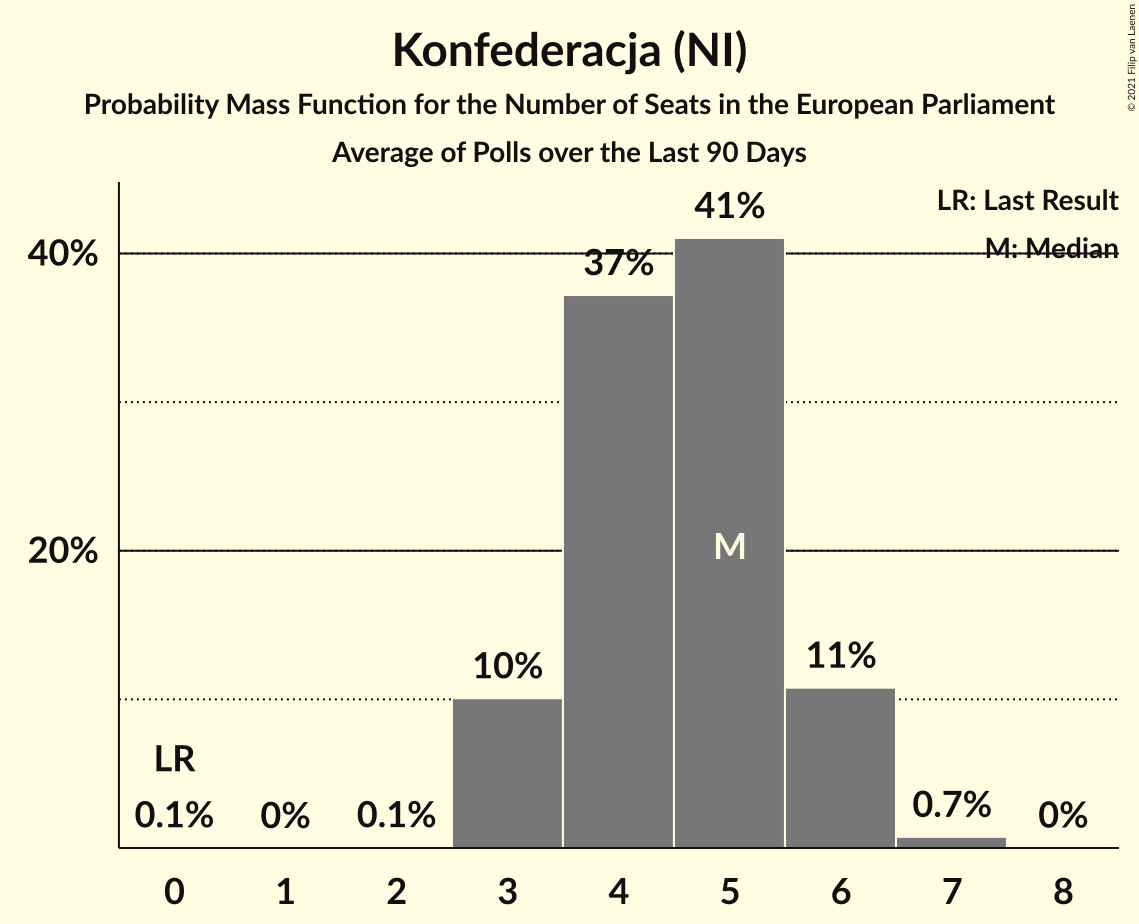 Konfederacja (NI)
Probability Mass Function for the Number of Seats in the European Parliament
Average of Polls over the Last 90 Days
© 2021 Filip van Laenen
LR: Last Result
M: Median
41%
40%
37%
M
20%
11%
10%
LR
0.1%
0%
0.1%
0.7%
0%
0 1 2 3 4 5 6 7 8